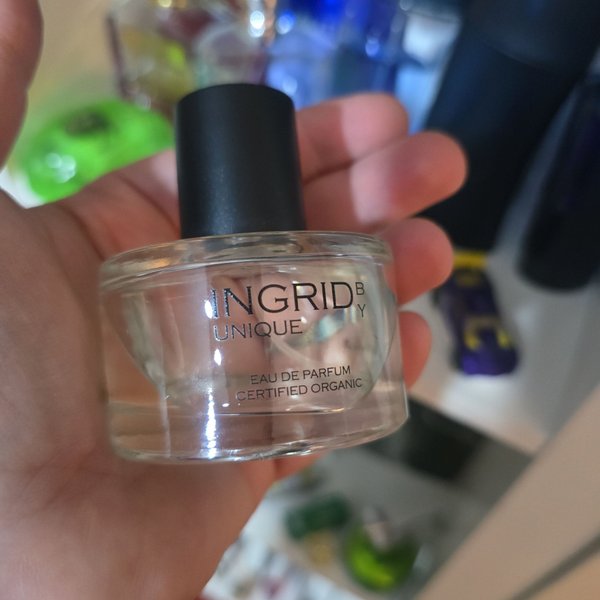 INGRID BY
UNIQUE
EAU DE PARFUM
CERTIFIED ORGANIC